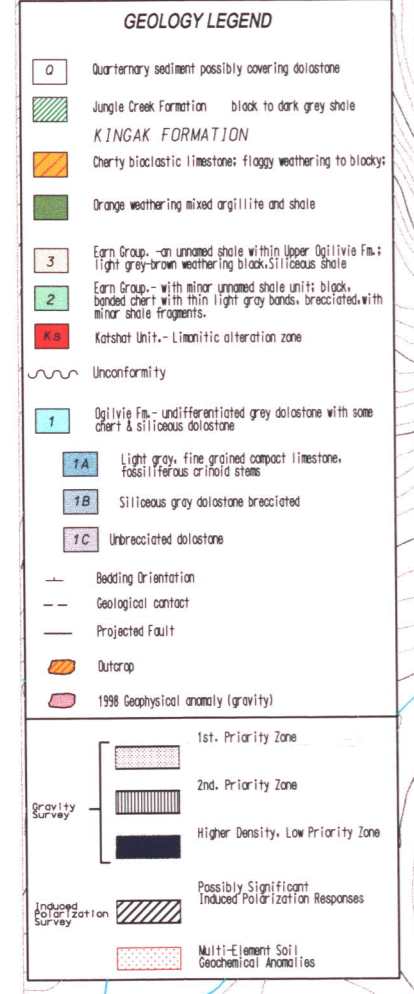 GEOLOGY LEGEND
Q Quarternary sediment possibly covering dolostone
Jungle Creek Formation black to dark grey shale
KINGAK FORMATION
Cherty bioclastic limestone; flaggy weathering to blocky;
Orange weathering mixed argillite and shale
3 Earn Group. -an unnamed shale within Upper Ogilvie Fm.;
light grey-brown weathering black.Siliceous shale
2 Earn Group.- with minor unnamed shale unit; black,
banded chert with thin light gray bands, brecciated.with
minor shale fragments.
Ks Katshat Unit.- Limonitic alteration zone
Unconformity
1 Ogilvie Fm.- undifferentiated grey dolostone with some
chert & siliceous dolostone
1A Light gray, fine grained compact limestone,
fossiliferous crinoid stems
1B Siliceous gray dolostone brecciated
1C Unbrecciated dolostone
Bedding Orientation
Geological contact
Projected Fault
Outcrop
1998 Geophysical anomaly (gravity)
Gravity
Survey
1st. Priority Zone
2nd. Priority Zone
Higher Density, Low Priority Zone
Induced
Polarization
Survey
Possibly Significant
Induced Polarization Responses
Multi-Element Soil
Geochemical Anomalies